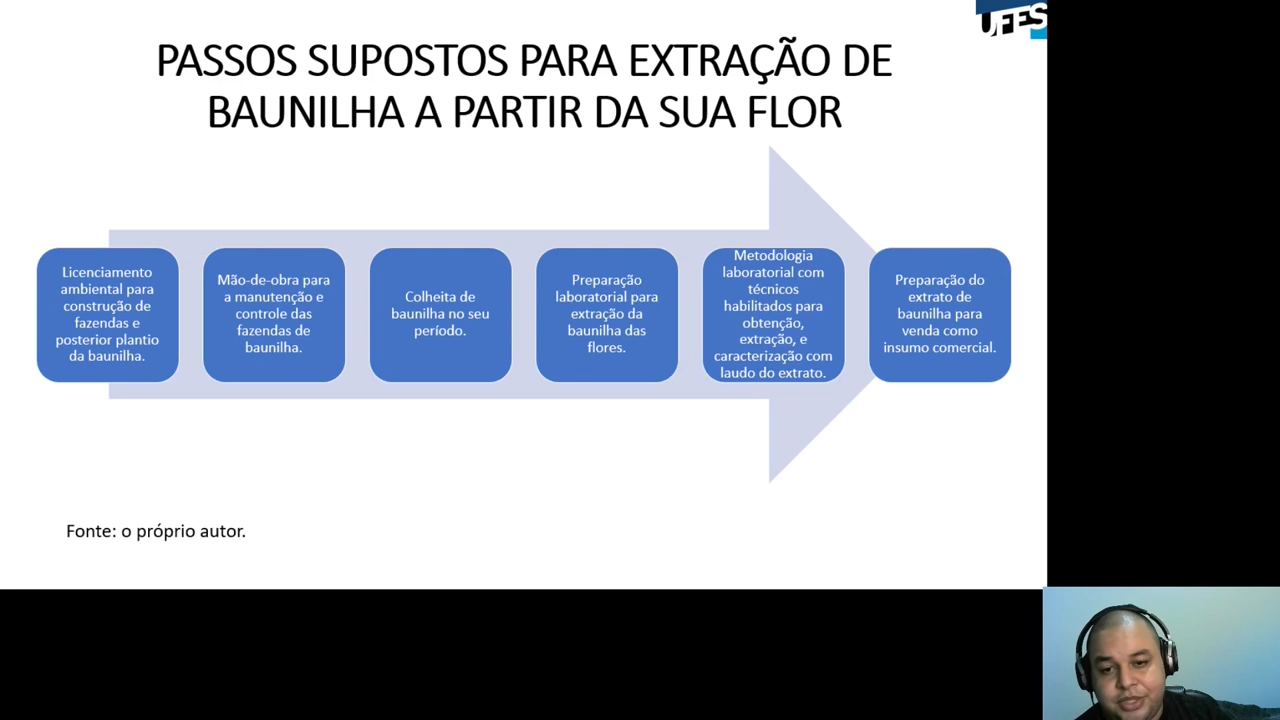 UFES
PASSOS SUPOSTOS PARA EXTRAÇÃO DE
BAUNILHA A PARTIR DA SUA FLOR
Licenciamento
ambiental para
construção de
fazendas e
posterior plantio
da baunilha.
Mão-de-obra para
a manutenção e
controle das
fazendas de
baunilha.
Colheita de
baunilha no seu
período.
Preparação
laboratorial para
extração da
baunilha das
flores.
Metodologia
laboratorial com
técnicos
habilitados para
obtenção,
extração, e
caracterização com
laudo do extrato.
Preparação do
extrato de
baunilha para
venda como
insumo comercial.
Fonte: o próprio autor.